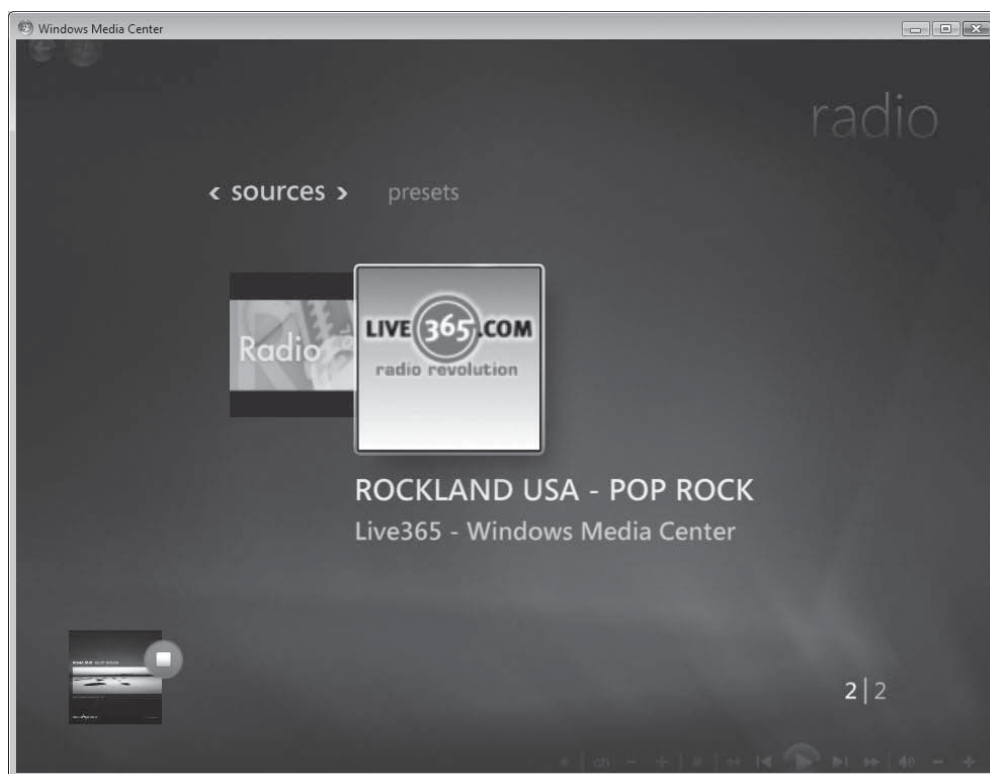 Windows Media Center
radio
< sources > presets
Radio
LIVE 365.COM
radio revolution
ROCKLAND USA - POP ROCK
Live365 - Windows Media Center
2|2
ch